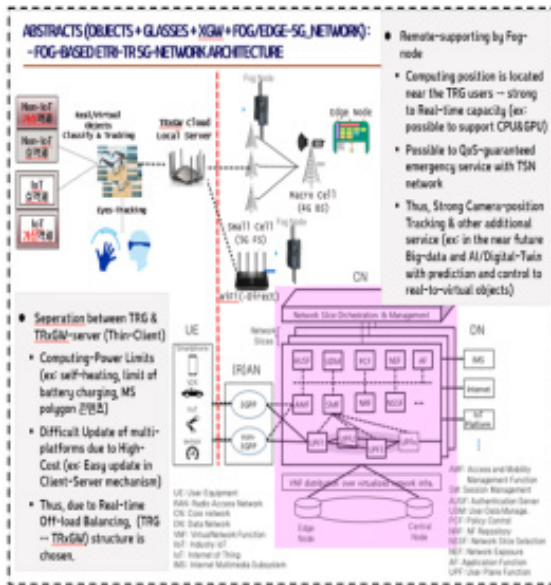 ABSTRACTS (OBJECTS + GLASSES + XGW + FOG/EDGE-5G_NETWORK):
- FOG-BASED ETRI-TR 5G-NETWORK ARCHITECTURE
Non-IoT
Non-IoT
IoT
IoT
Real/Virtual
Objects
Classify & Tracking
Eyes-Tracking
TRxGW Cloud
Local Server
Fog Node
Edge Node
Macro Cell
(4G BS)
Small Cell
(5G BS)
Fog Node
WiFi(-Direct)
Remote-supporting by Fog-
node
Computing position is located
near the TRG users -- strong
to Real-time capacity (ex:
possible to support CPU&GPU)
Possible to QoS-guaranteed
emergency service with TSN
network
Thus, Strong Camera-position
Tracking & other additional
service (ex: in the near future
Big-data and AI/Digital-Twin
with prediction and control to
real-to-virtual objects)
Seperation between TRG &
TRxGW-server (Thin-Client)
Computing-Power Limits
(ex: self-heating, limit of
battery charging, MS
polygon 컨텐츠)
Difficult Update of multi-
platforms due to High-
Cost (ex: Easy update in
Client-Server mechanism)
Thus, due to Real-time
Off-load Balancing, (TRG
-- TRxGW) structure is
chosen.
UE
(R)AN
CN
DN
Network Slice Orchestration & Management
Network
Slices
Smartphone
IoT
3GPP
AUSF
UDM
PCF
NEF
AF
AMF
SMF
NRF
NSSF
IMS
Internet
IoT
Platform
VNF distribution over virtualized network infra.
Edge
Node
Central
Node
UE: User Equipment
RAN: Radio Access Network
CN: Core network
DN: Data Network
VNF: VirtualNetwork Function
IIoT: Industry IoT
IoT: Internet of Thing
IMS: Internet Multimedia Subsystem
AMF: Access and Mobility
Management Function
SMF: Session Management
AUSF: Authentication Server
UDM: User Data Manage.
PCF: Policy Control
NRF: NF Repository
NSSF: Network Slice Selection
NEF: Network Exposure
AF: Application Function
UPF: User Plane Function